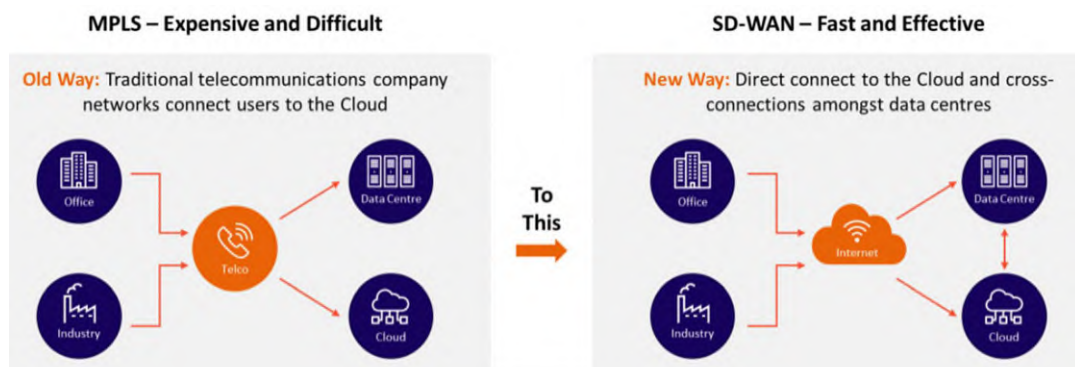 MPLS – Expensive and Difficult
Old Way: Traditional telecommunications company
networks connect users to the Cloud
Office
Data Centre
Telco
Industry
Cloud
To
This
SD-WAN – Fast and Effective
New Way: Direct connect to the Cloud and cross-
connections amongst data centres
Office
Data Centre
Internet
Industry
Cloud